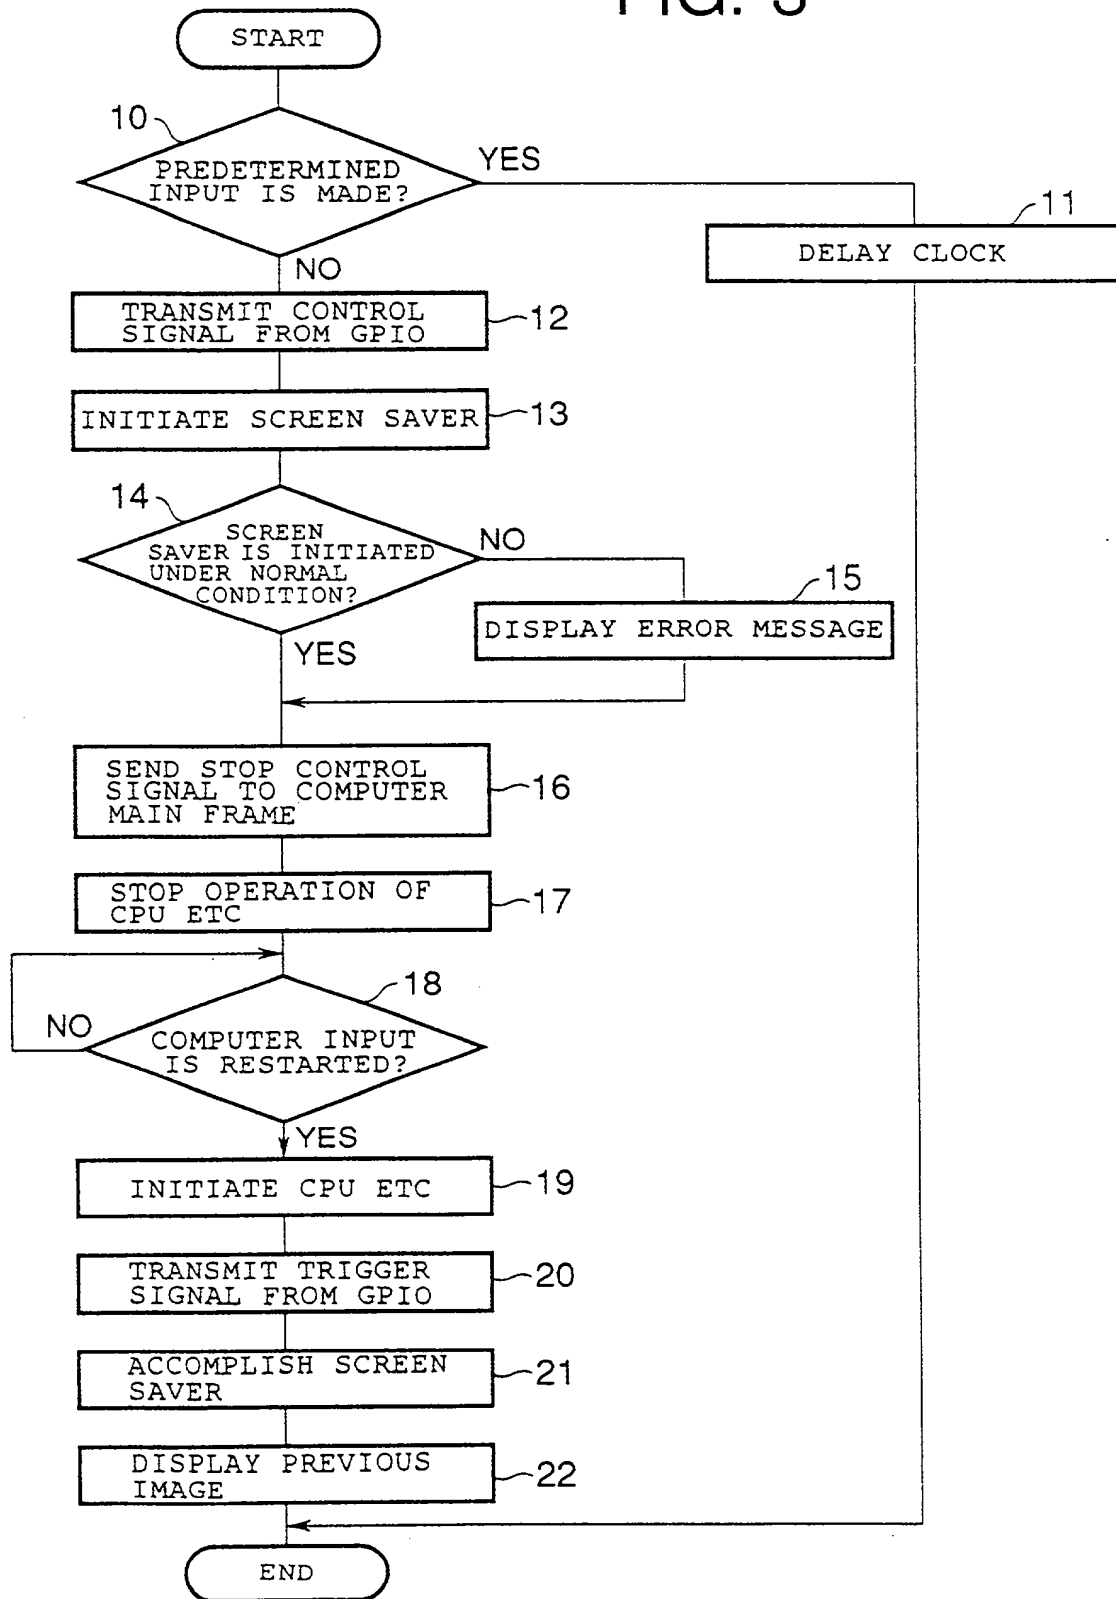 FIG.
START
10
PREDETERMINED
INPUT IS MADE?
YES
11
DELAY CLOCK
NO
TRANSMIT CONTROL
SIGNAL FROM GPIO
12
INITIATE SCREEN SAVER
13
14
SCREEN
SAVER IS INITIATED
UNDER NORMAL
CONDITION?
NO
15
DISPLAY ERROR MESSAGE
YES
SEND STOP CONTROL
SIGNAL TO COMPUTER
MAIN FRAME
16
STOP OPERATION OF
CPU ETC
17
18
NO
COMPUTER INPUT
IS RESTARTED?
YES
INITIATE CPU ETC
19
TRANSMIT TRIGGER
SIGNAL FROM GPIO
20
ACCOMPLISH SCREEN
SAVER
21
DISPLAY PREVIOUS
IMAGE
22
END